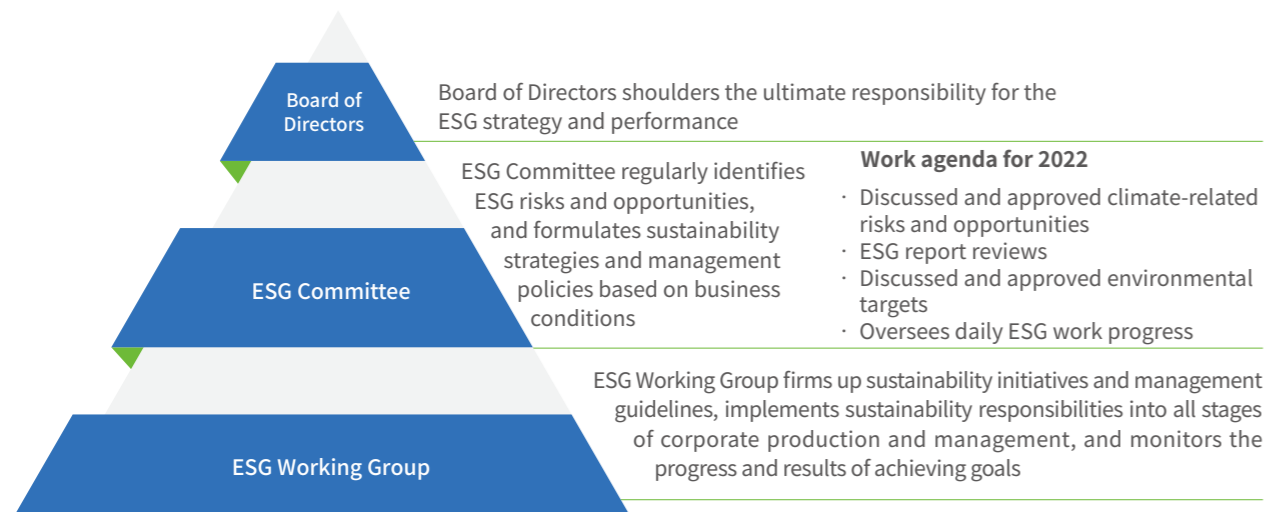 Board of
Directors
Board of Directors shoulders the ultimate responsibility for the
ESG strategy and performance
ESG Committee
ESG Committee regularly identifies
ESG risks and opportunities,
and formulates sustainability
strategies and management
policies based on business
conditions
Work agenda for 2022
· Discussed and approved climate-related
risks and opportunities
· ESG report reviews
· Discussed and approved environmental
targets
· Oversees daily ESG work progress
ESG Working Group
ESG Working Group firms up sustainability initiatives and management
guidelines, implements sustainability responsibilities into all stages
of corporate production and management, and monitors the
progress and results of achieving goals